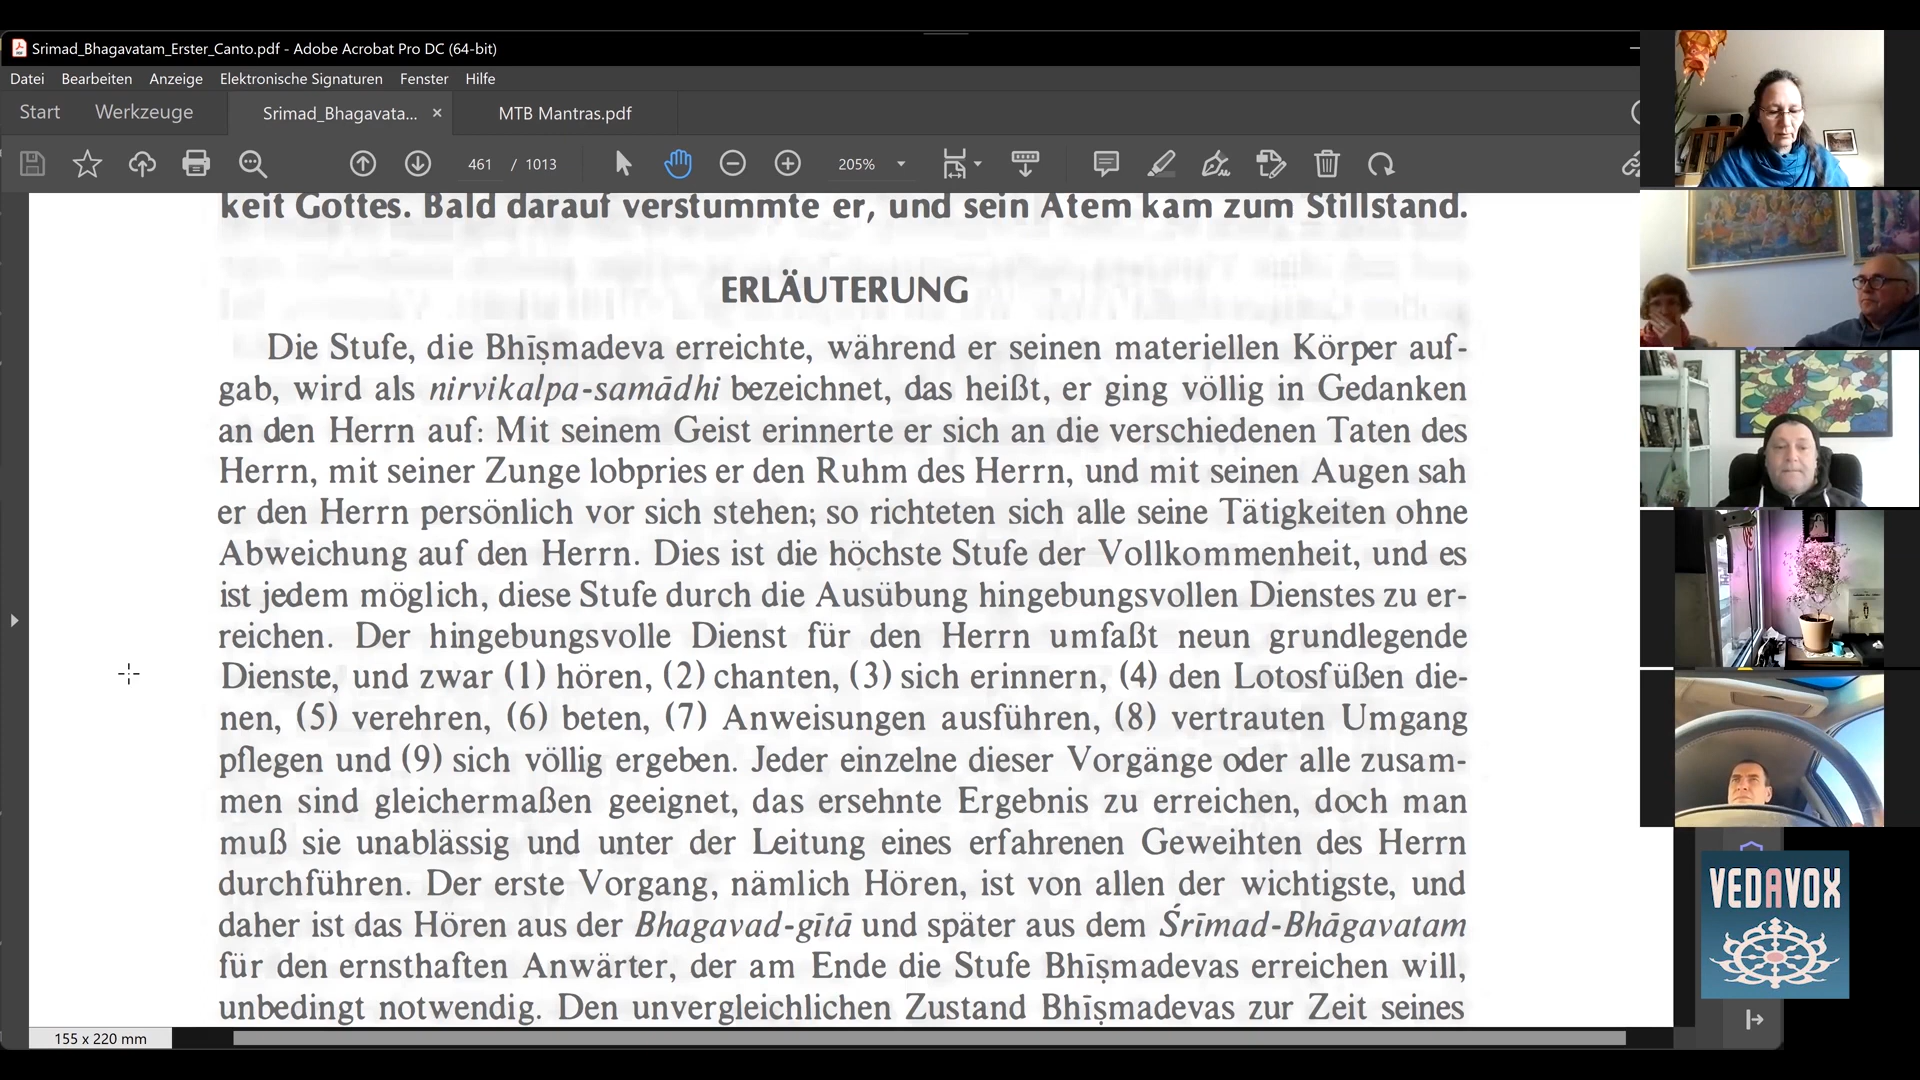 Srimad_Bhagavatam_Erster_Canto.pdf - Adobe Acrobat Pro DC (64-bit)
Datei Bearbeiten Anzeige Elektronische Signaturen Fenster Hilfe
Start Werkzeuge Srimad_Bhagavata... × MTB Mantras.pdf
461 / 1013 205%
keit Gottes. Bald darauf verstummte er, und sein Atem kam zum Stillstand.
ERLÄUTERUNG
Die Stufe, die Bhīṣmadeva erreichte, während er seinen materiellen Körper auf-
gab, wird als nirvikalpa-samādhi bezeichnet, das heißt, er ging völlig in Gedanken
an den Herrn auf: Mit seinem Geist erinnerte er sich an die verschiedenen Taten des
Herrn, mit seiner Zunge lobpries er den Ruhm des Herrn, und mit seinen Augen sah
er den Herrn persönlich vor sich stehen; so richteten sich alle seine Tätigkeiten ohne
Abweichung auf den Herrn. Dies ist die höchste Stufe der Vollkommenheit, und es
ist jedem möglich, diese Stufe durch die Ausübung hingebungsvollen Dienstes zu er-
reichen. Der hingebungsvolle Dienst für den Herrn umfaßt neun grundlegende
Dienste, und zwar (1) hören, (2) chanten, (3) sich erinnern, (4) den Lotosfüßen die-
nen, (5) verehren, (6) beten, (7) Anweisungen ausführen, (8) vertrauten Umgang
pflegen und (9) sich völlig ergeben. Jeder einzelne dieser Vorgänge oder alle zusam-
men sind gleichermaßen geeignet, das ersehnte Ergebnis zu erreichen, doch man
muß sie unablässig und unter der Leitung eines erfahrenen Geweihten des Herrn
durchführen. Der erste Vorgang, nämlich Hören, ist von allen der wichtigste, und
daher ist das Hören aus der Bhagavad-gītā und später aus dem Śrīmad-Bhāgavatam
für den ernsthaften Anwärter, der am Ende die Stufe Bhīṣmadevas erreichen will,
unbedingt notwendig. Den unvergleichlichen Zustand Bhīṣmadevas zur Zeit seines
155 x 220 mm
VEDAVOX